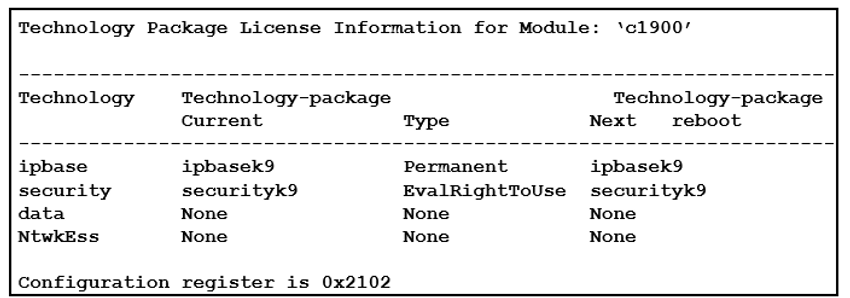 Technology Package License Information for Module: ‘c1900’
------------------------------------------------------------------------
Technology Technology-package Technology-package
Current Type Next reboot
------------------------------------------------------------------------
ipbase ipbasek9 Permanent ipbasek9
security securityk9 EvalRightToUse securityk9
data None None None
NtwkEss None None None
Configuration register is 0x2102